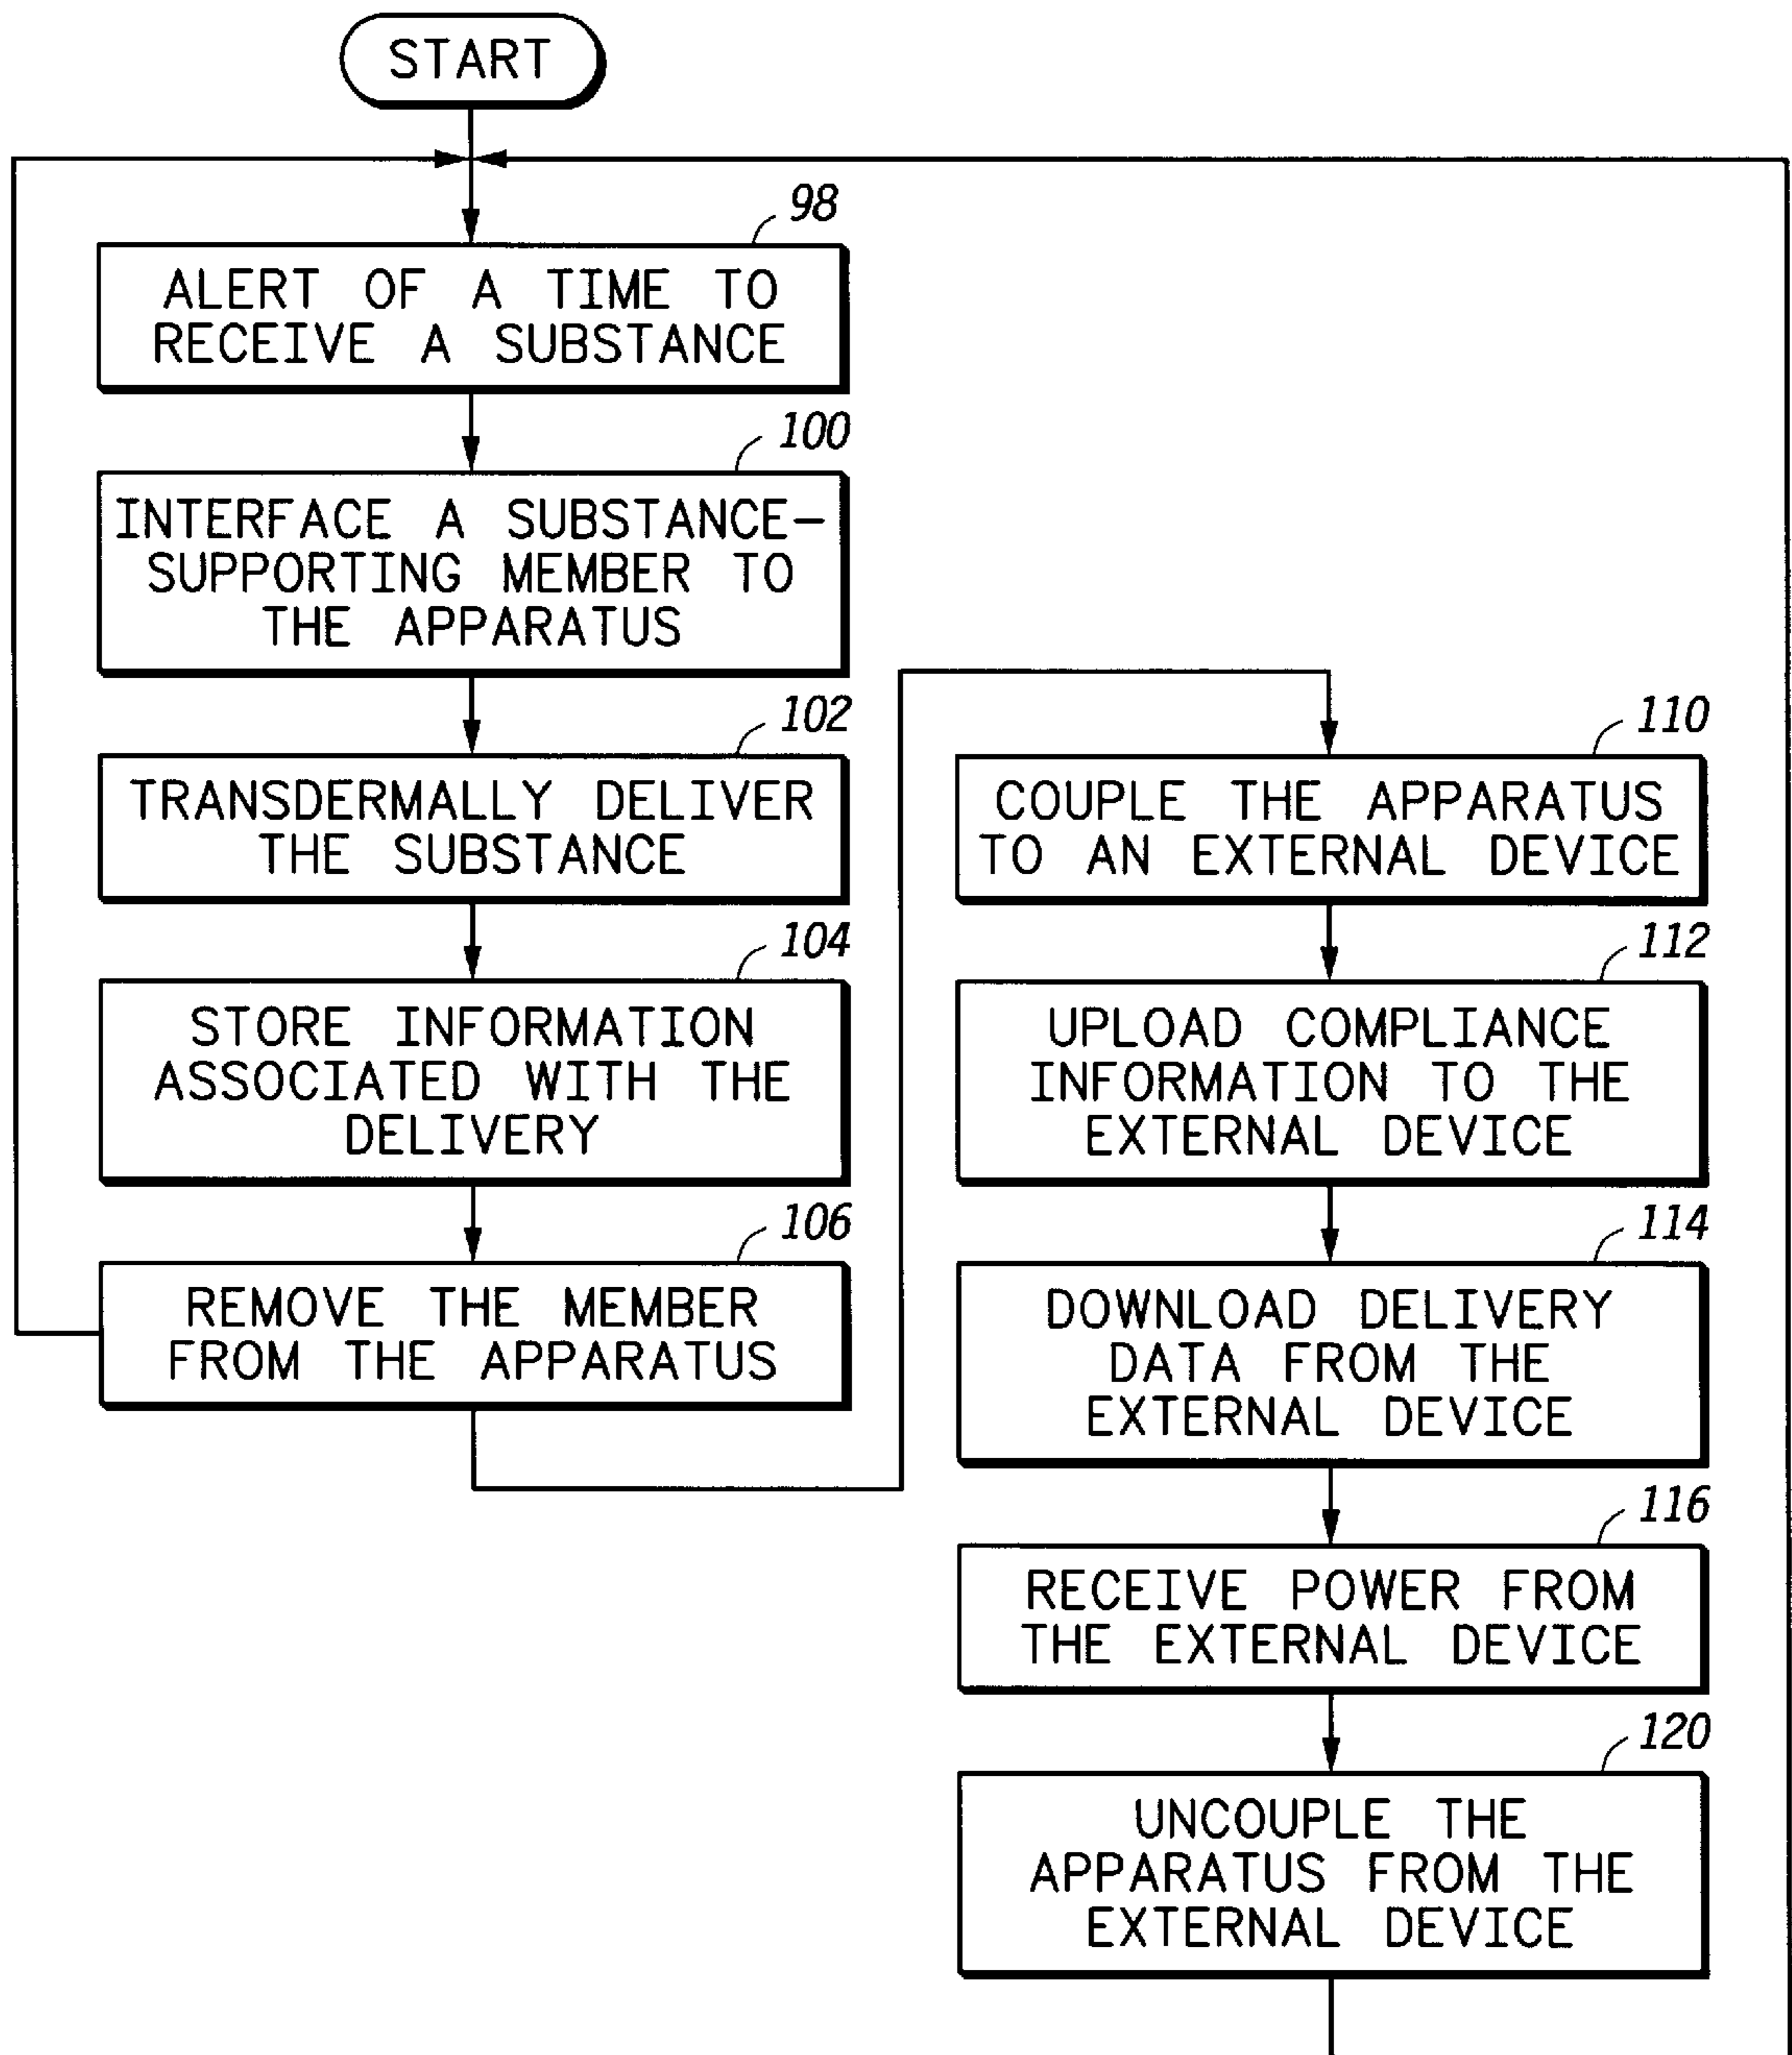 START
98
ALERT OF A TIME TO
RECEIVE A SUBSTANCE
100
INTERFACE A SUBSTANCE-
SUPPORTING MEMBER TO
THE APPARATUS
102
TRANSDERMALLY DELIVER
THE SUBSTANCE
104
STORE INFORMATION
ASSOCIATED WITH THE
DELIVERY
106
REMOVE THE MEMBER
FROM THE APPARATUS
110
COUPLE THE APPARATUS
TO AN EXTERNAL DEVICE
112
UPLOAD COMPLIANCE
INFORMATION TO THE
EXTERNAL DEVICE
114
DOWNLOAD DELIVERY
DATA FROM THE
EXTERNAL DEVICE
116
RECEIVE POWER FROM
THE EXTERNAL DEVICE
120
UNCOUPLE THE
APPARATUS FROM THE
EXTERNAL DEVICE